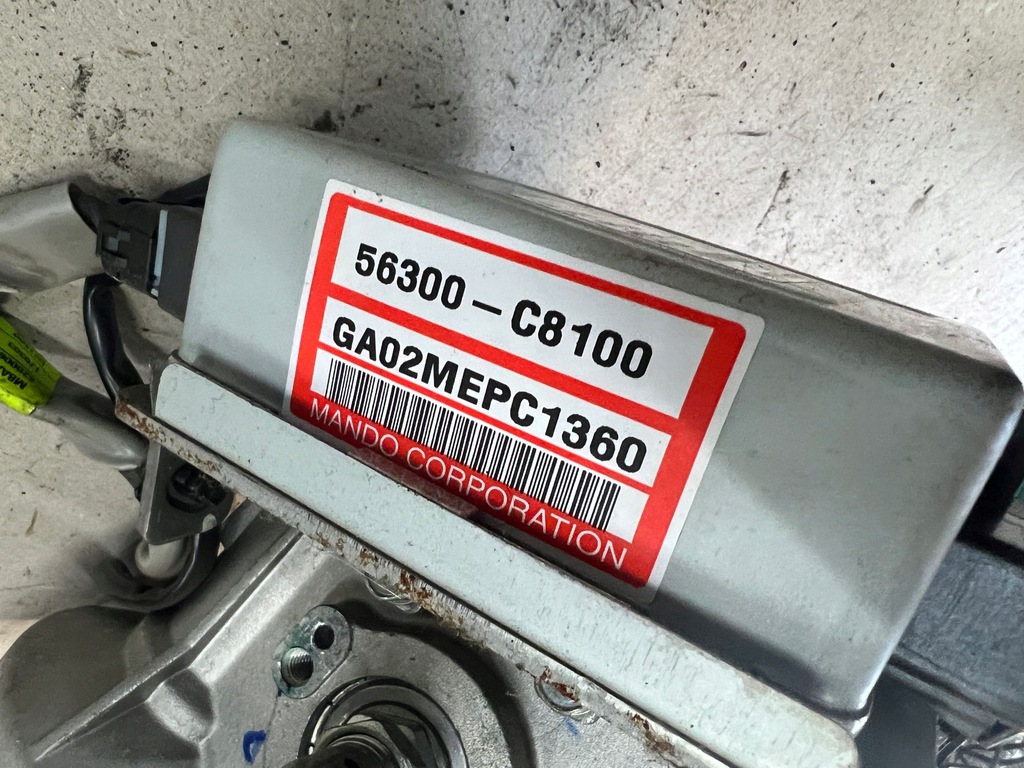 56300-C8100
GA02MEPC1360
MANDO CORPORATION